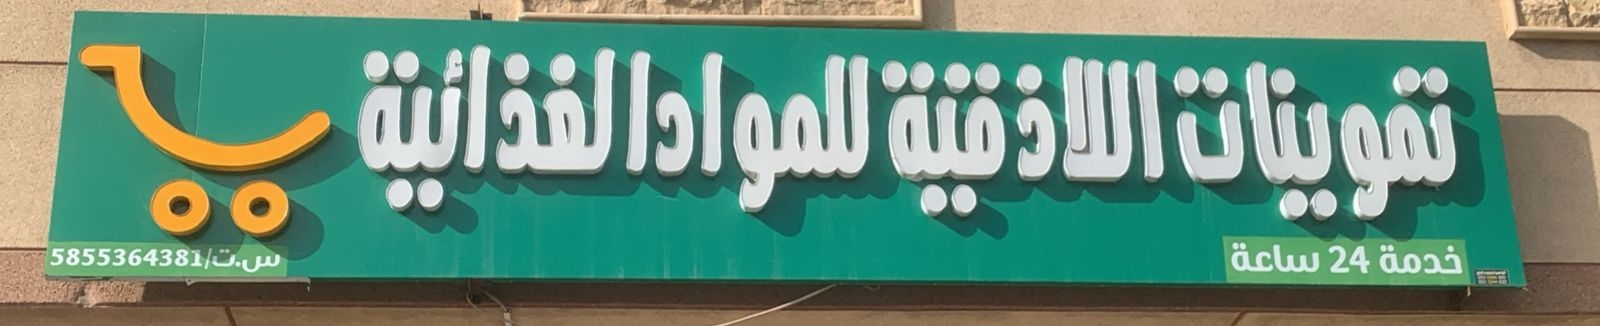 تموينات اللاذقية للمواد الغذائية
خدمة 24 ساعة
س.ت/5855364381